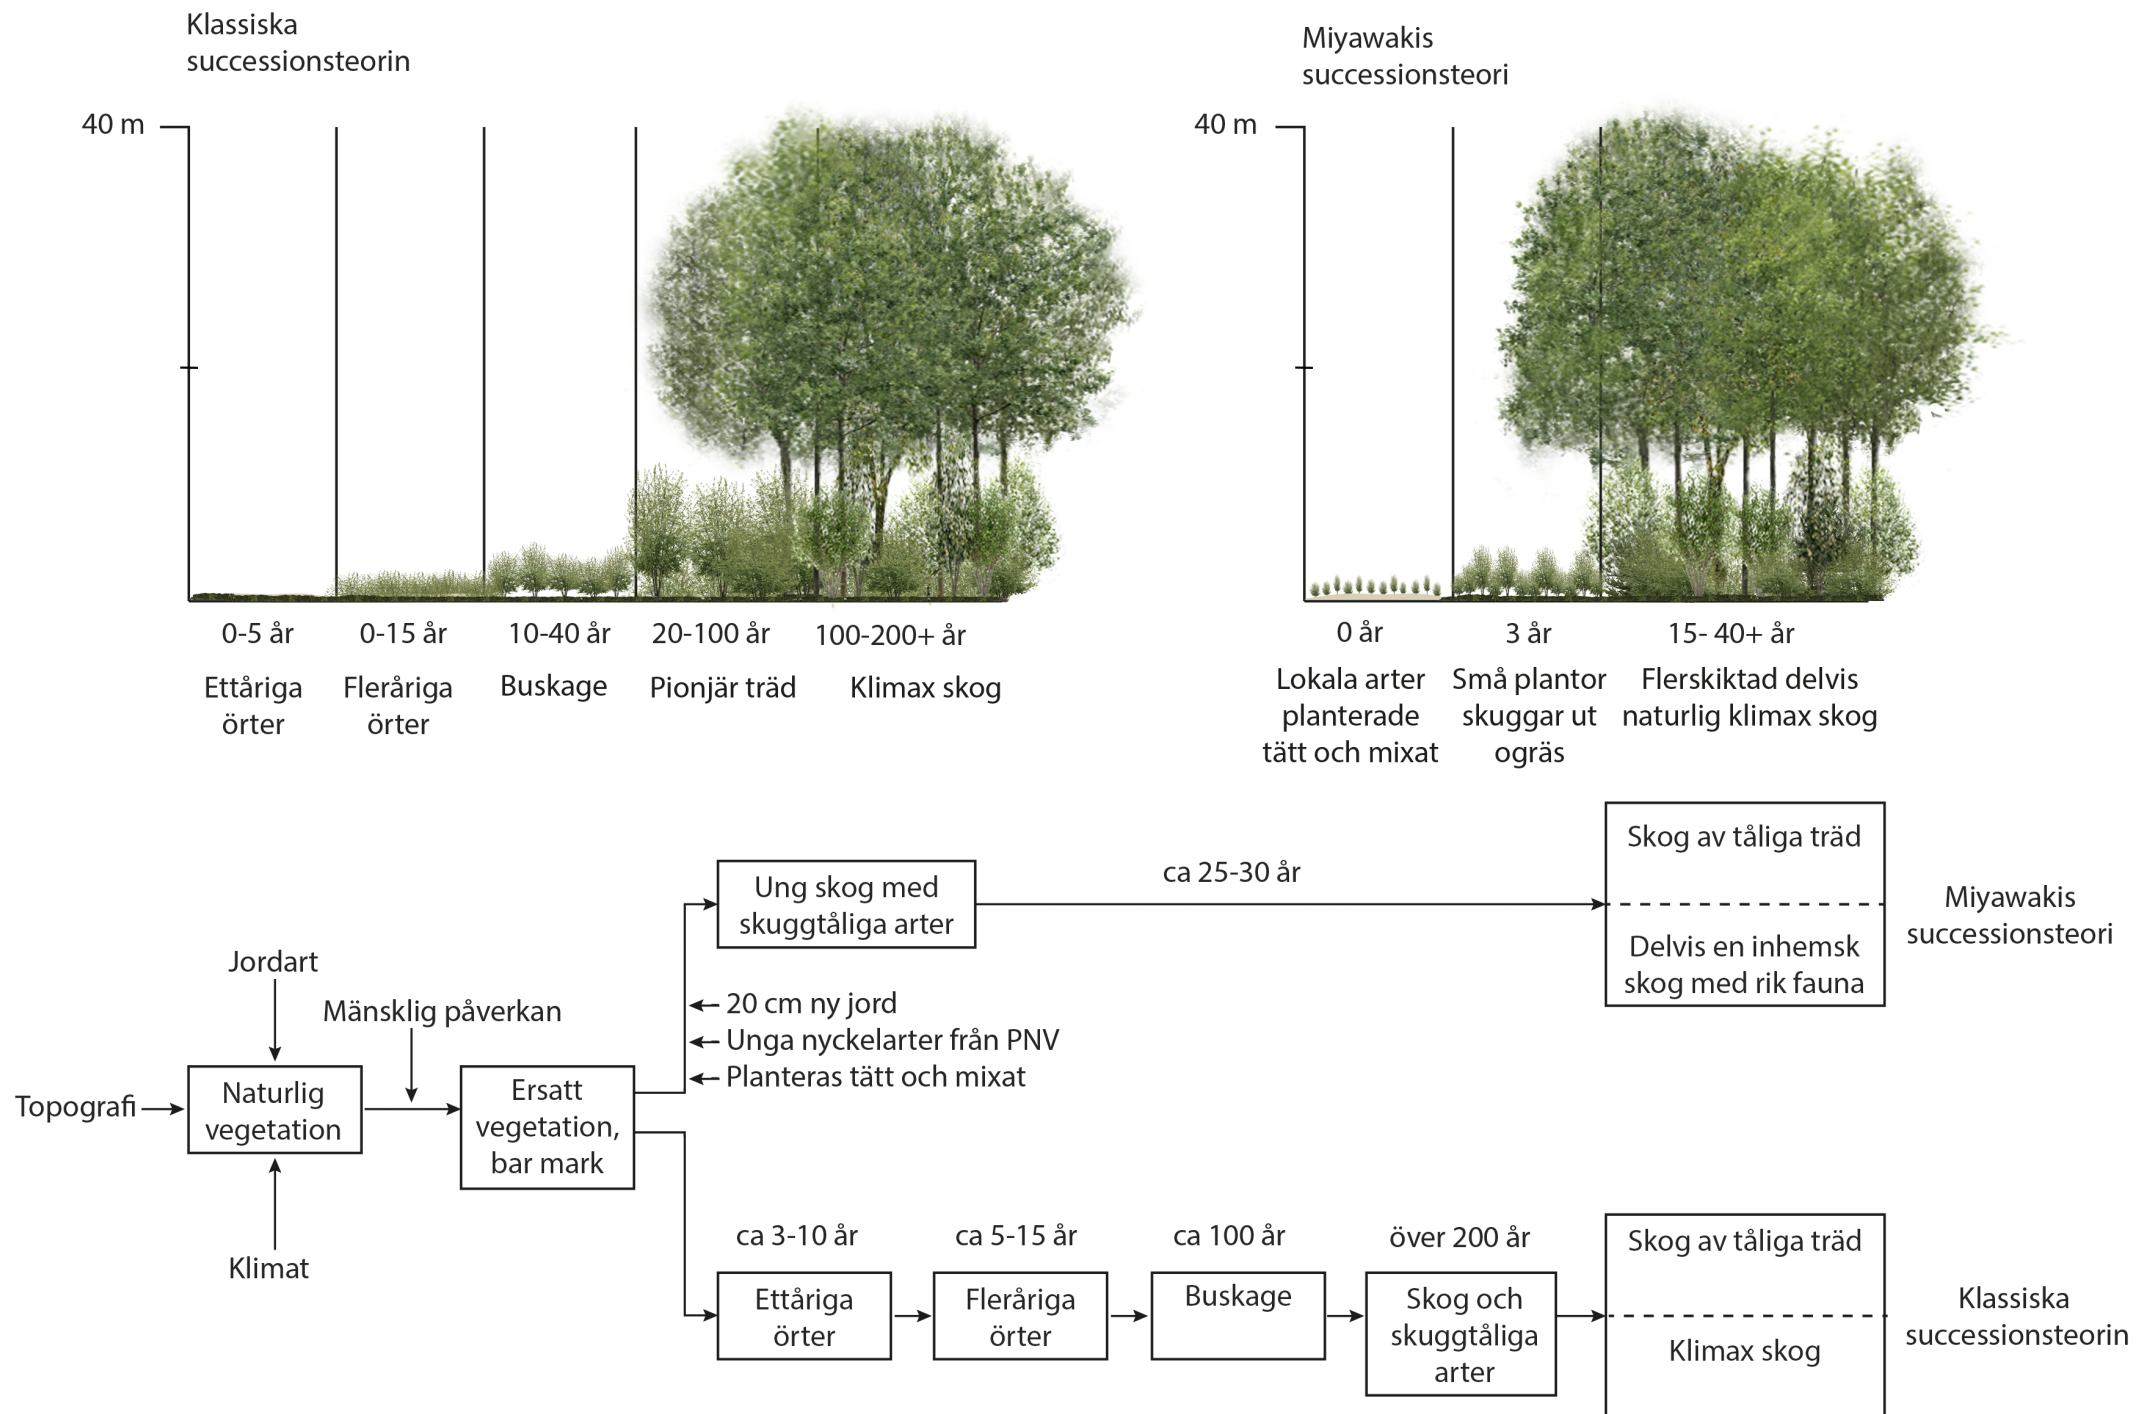 Klassiska
successionsteorin
40 m
0-5 år
0-15 år
10-40 år
20-100 år
100-200+ år
Ettåriga
örter
Fleråriga
örter
Buskage
Pionjär träd
Klimax skog
Miyawakis
successionsteori
40 m
0 år
3 år
15- 40+ år
Lokala arter
planterade
tätt och mixat
Små plantor
skuggar ut
ogräs
Flerskiktad delvis
naturlig klimax skog
Topografi
Jordart
Klimat
Naturlig
vegetation
Mänsklig påverkan
Ersatt
vegetation,
bar mark
Ung skog med
skuggtåliga arter
20 cm ny jord
Unga nyckelarter från PNV
Planteras tätt och mixat
ca 25-30 år
Skog av tåliga träd
Delvis en inhemsk
skog med rik fauna
Miyawakis
successionsteori
ca 3-10 år
Ettåriga
örter
ca 5-15 år
Fleråriga
örter
ca 100 år
Buskage
över 200 år
Skog och
skuggtåliga
arter
Skog av tåliga träd
Klimax skog
Klassiska
successionsteorin